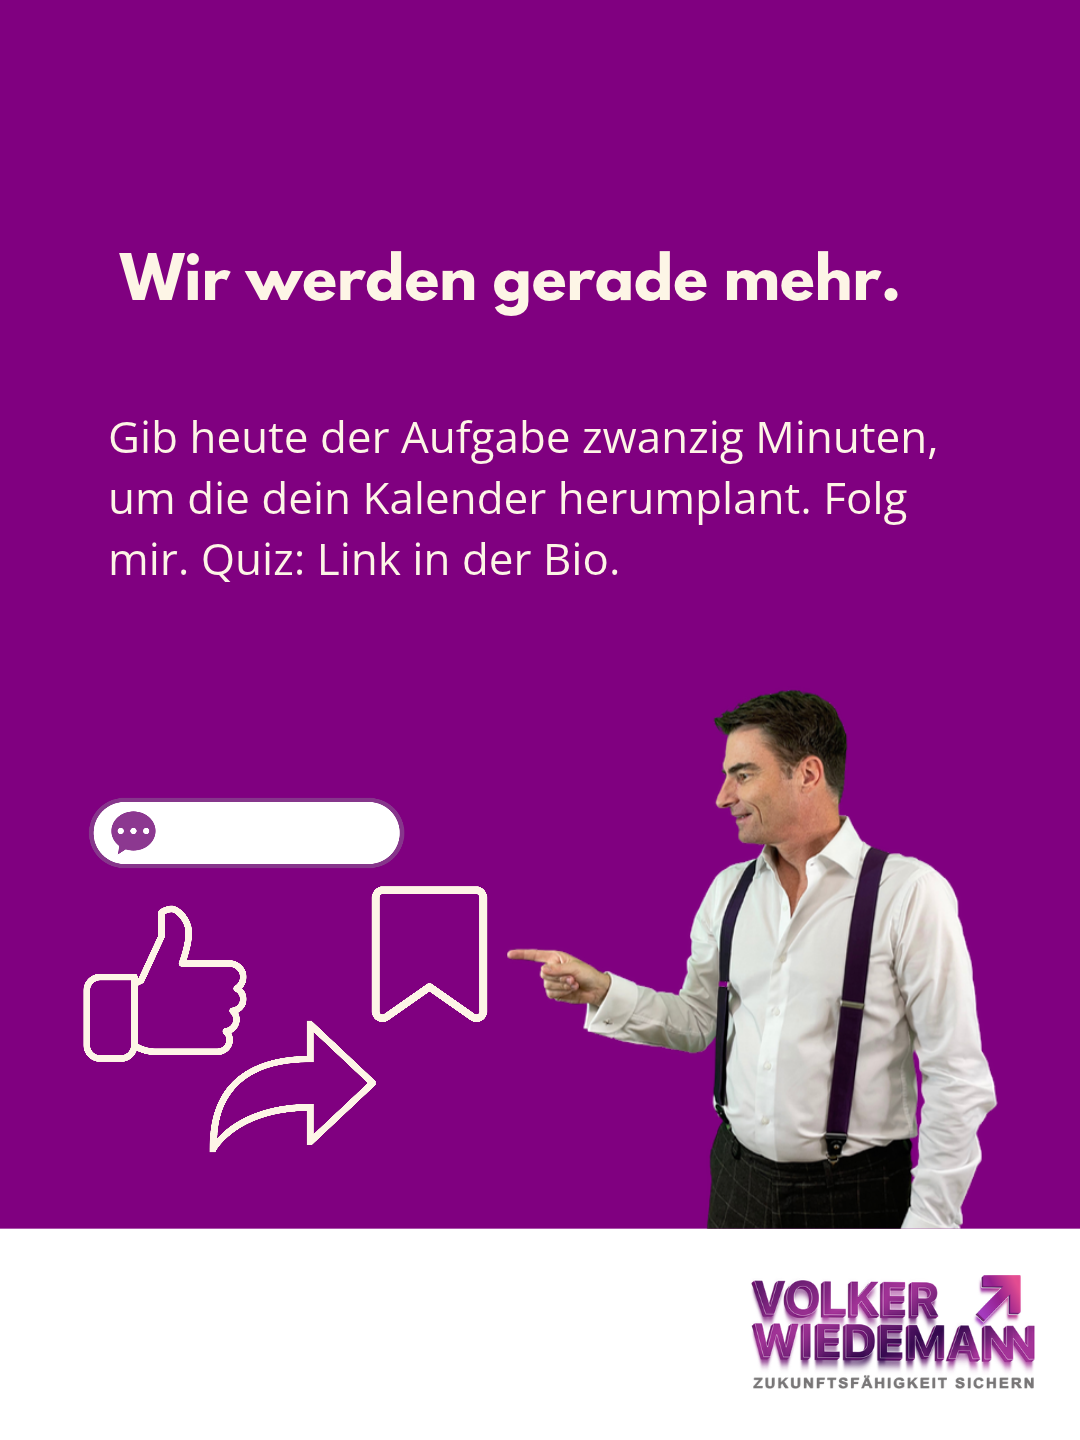 Wir werden gerade mehr.
Gib heute der Aufgabe zwanzig Minuten,
um die dein Kalender herumplant. Folg
mir. Quiz: Link in der Bio.
VOLKER
WIEDEMANN
ZUKUNFTSFÄHIGKEIT SICHERN